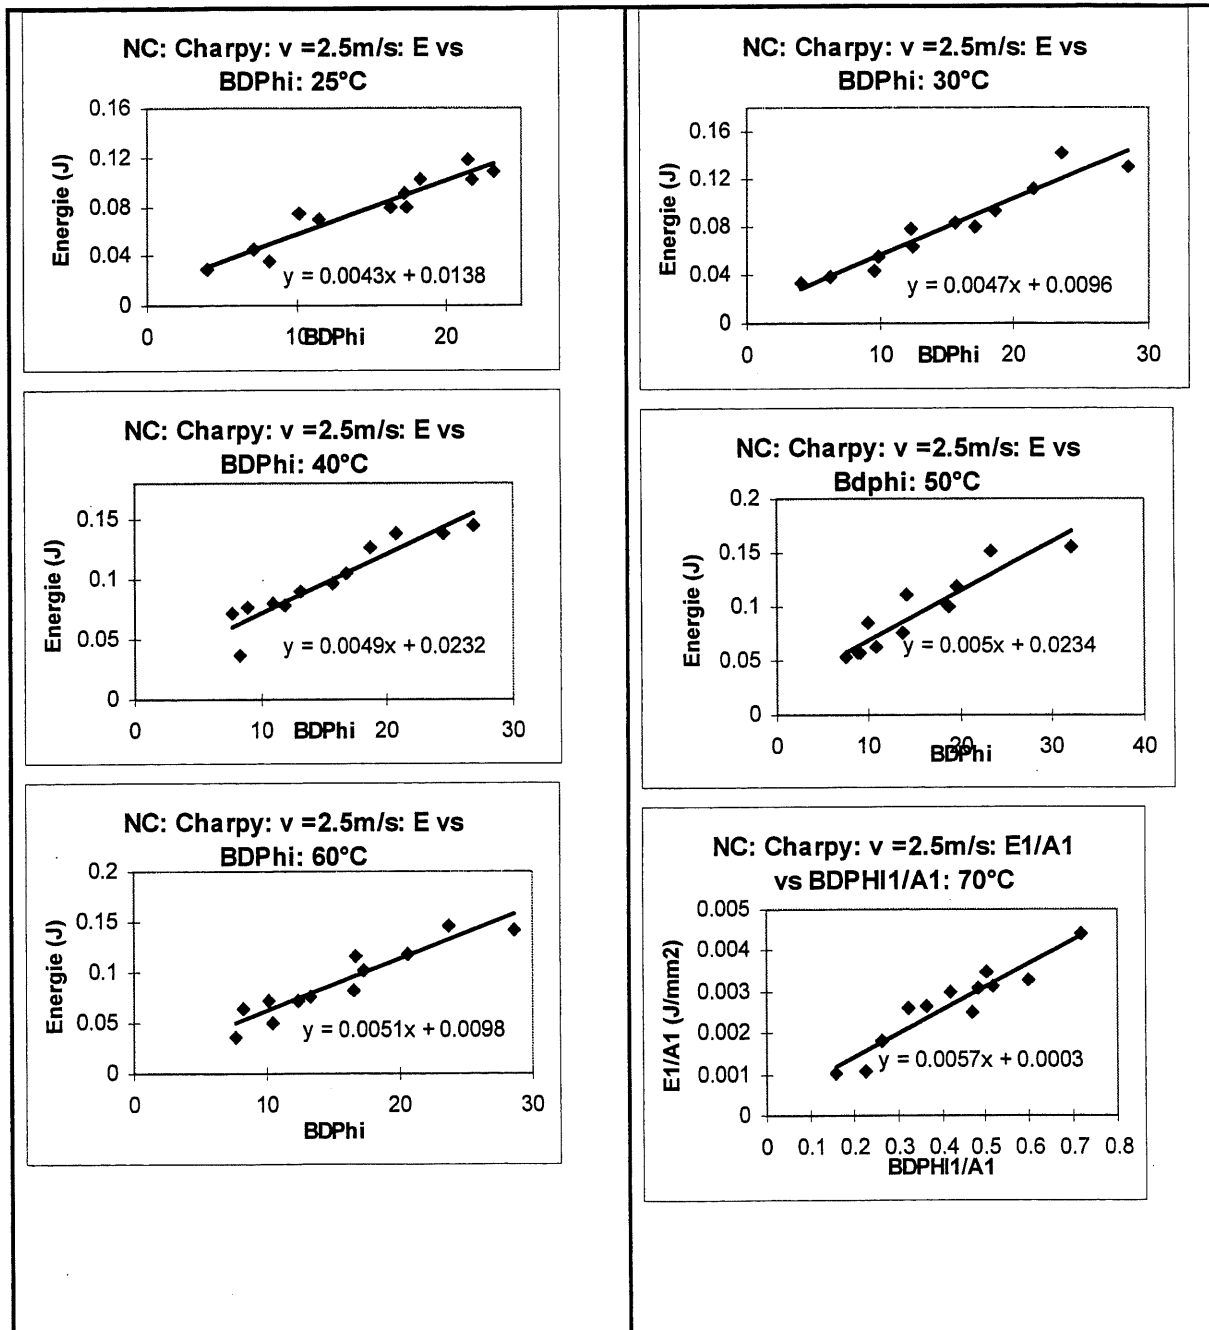 NC: Charpy: v =2.5m/s: E vs
BDPhi: 25°C
Energie (J)
0.16
0.12
0.08
0.04
0
y = 0.0043x + 0.0138
0 10 20
BDPhi
NC: Charpy: v =2.5m/s: E vs
BDPhi: 30°C
Energie (J)
0.16
0.12
0.08
0.04
0
y = 0.0047x + 0.0096
0 10 20 30
BDPhi
NC: Charpy: v =2.5m/s: E vs
BDPhi: 40°C
Energie (J)
0.15
0.1
0.05
0
y = 0.0049x + 0.0232
0 10 20 30
BDPhi
NC: Charpy: v =2.5m/s: E vs
Bdphi: 50°C
Energie (J)
0.2
0.15
0.1
0.05
0
y = 0.005x + 0.0234
0 10 20 30 40
BDPhi
NC: Charpy: v =2.5m/s: E vs
BDPhi: 60°C
Energie (J)
0.2
0.15
0.1
0.05
0
y = 0.0051x + 0.0098
0 10 20 30
BDPhi
NC: Charpy: v =2.5m/s: E1/A1
vs BDPHI1/A1: 70°C
E1/A1 (J/mm2)
0.005
0.004
0.003
0.002
0.001
0
y = 0.0057x + 0.0003
0 0.1 0.2 0.3 0.4 0.5 0.6 0.7 0.8
BDPHI1/A1